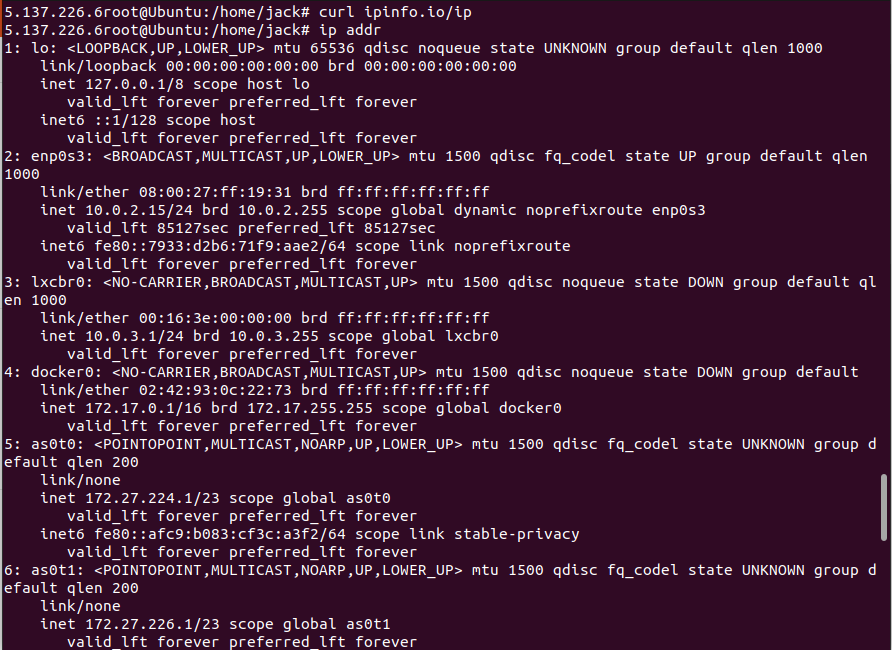 5.137.226.6root@Ubuntu:/home/jack# curl ipinfo.io/ip
5.137.226.6root@Ubuntu:/home/jack# ip addr
1: lo: <LOOPBACK,UP,LOWER_UP> mtu 65536 qdisc noqueue state UNKNOWN group default qlen 1000
    link/loopback 00:00:00:00:00:00 brd 00:00:00:00:00:00
    inet 127.0.0.1/8 scope host lo
       valid_lft forever preferred_lft forever
    inet6 ::1/128 scope host
       valid_lft forever preferred_lft forever
2: enp0s3: <BROADCAST,MULTICAST,UP,LOWER_UP> mtu 1500 qdisc fq_codel state UP group default qlen
1000
    link/ether 08:00:27:ff:19:31 brd ff:ff:ff:ff:ff:ff
    inet 10.0.2.15/24 brd 10.0.2.255 scope global dynamic noprefixroute enp0s3
       valid_lft 85127sec preferred_lft 85127sec
    inet6 fe80::7933:d2b6:71f9:aae2/64 scope link noprefixroute
       valid_lft forever preferred_lft forever
3: lxcbr0: <NO-CARRIER,BROADCAST,MULTICAST,UP> mtu 1500 qdisc noqueue state DOWN group default ql
en 1000
    link/ether 00:16:3e:00:00:00 brd ff:ff:ff:ff:ff:ff
    inet 10.0.3.1/24 brd 10.0.3.255 scope global lxcbr0
       valid_lft forever preferred_lft forever
4: docker0: <NO-CARRIER,BROADCAST,MULTICAST,UP> mtu 1500 qdisc noqueue state DOWN group default
    link/ether 02:42:93:0c:22:73 brd ff:ff:ff:ff:ff:ff
    inet 172.17.0.1/16 brd 172.17.255.255 scope global docker0
       valid_lft forever preferred_lft forever
5: as0t0: <POINTOPOINT,MULTICAST,NOARP,UP,LOWER_UP> mtu 1500 qdisc fq_codel state UNKNOWN group d
efault qlen 200
    link/none
    inet 172.27.224.1/23 scope global as0t0
       valid_lft forever preferred_lft forever
    inet6 fe80::afc9:b083:cf3c:a3f2/64 scope link stable-privacy
       valid_lft forever preferred_lft forever
6: as0t1: <POINTOPOINT,MULTICAST,NOARP,UP,LOWER_UP> mtu 1500 qdisc fq_codel state UNKNOWN group d
efault qlen 200
    link/none
    inet 172.27.226.1/23 scope global as0t1
       valid_lft forever preferred_lft forever